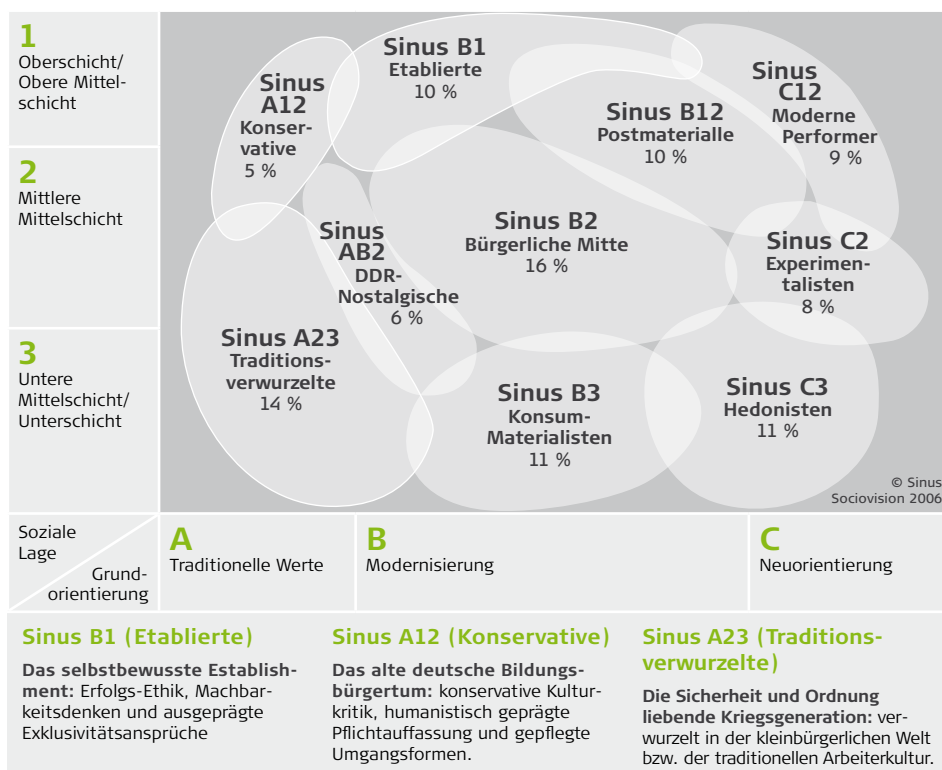 1
Oberschicht/
Obere Mittel-
schicht
2
Mittlere
Mittelschicht
3
Untere
Mittelschicht/
Unterschicht
Sinus B1
Etablierte
10 %
Sinus
A12
Konser-
vative
5 %
Sinus B12
Postmaterialle
10 %
Sinus
C12
Moderne
Performer
9 %
Sinus
AB2
DDR-
Nostalgische
6 %
Sinus B2
Bürgerliche Mitte
16 %
Sinus C2
Experimen-
talisten
8 %
Sinus A23
Traditions-
verwurzelte
14 %
Sinus B3
Konsum-
Materialisten
11 %
Sinus C3
Hedonisten
11 %
© Sinus
Sociovision 2006
Soziale
Lage
Grund-
orientierung
A
Traditionelle Werte
B
Modernisierung
C
Neuorientierung
Sinus B1 (Etablierte)
Das selbstbewusste Establish-
ment: Erfolgs-Ethik, Machbar-
keitsdenken und ausgeprägte
Exklusivitätsansprüche
Sinus A12 (Konservative)
Das alte deutsche Bildungs-
bürgertum: konservative Kultur-
kritik, humanistisch geprägte
Pflichtauffassung und gepflegte
Umgangsformen.
Sinus A23 (Traditions-
verwurzelte)
Die Sicherheit und Ordnung
liebende Kriegsgeneration: ver-
wurzelt in der kleinbürgerlichen Welt
bzw. der traditionellen Arbeiterkultur.